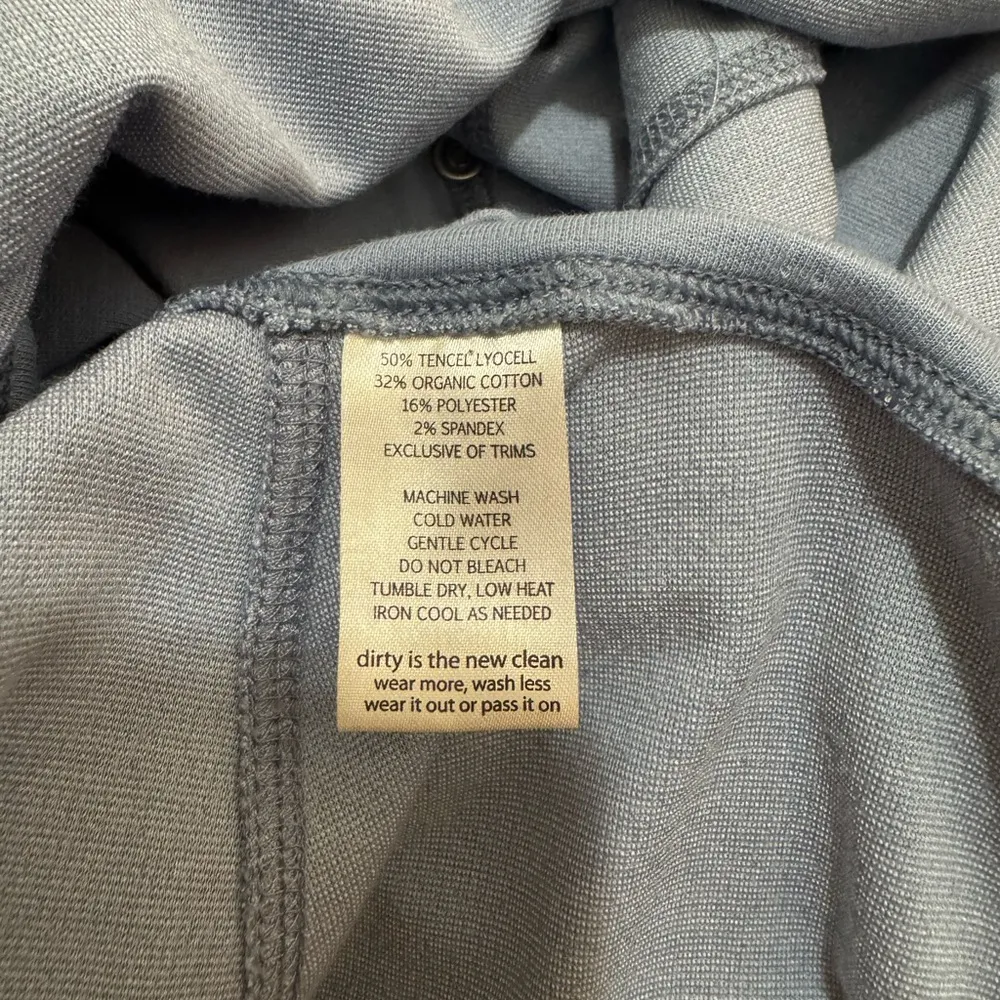 50% TENCEL® LYOCELL
32% ORGANIC COTTON
16% POLYESTER
2% SPANDEX
EXCLUSIVE OF TRIMS
MACHINE WASH
COLD WATER
GENTLE CYCLE
DO NOT BLEACH
TUMBLE DRY, LOW HEAT
IRON COOL AS NEEDED
dirty is the new clean
wear more, wash less
wear it out or pass it on